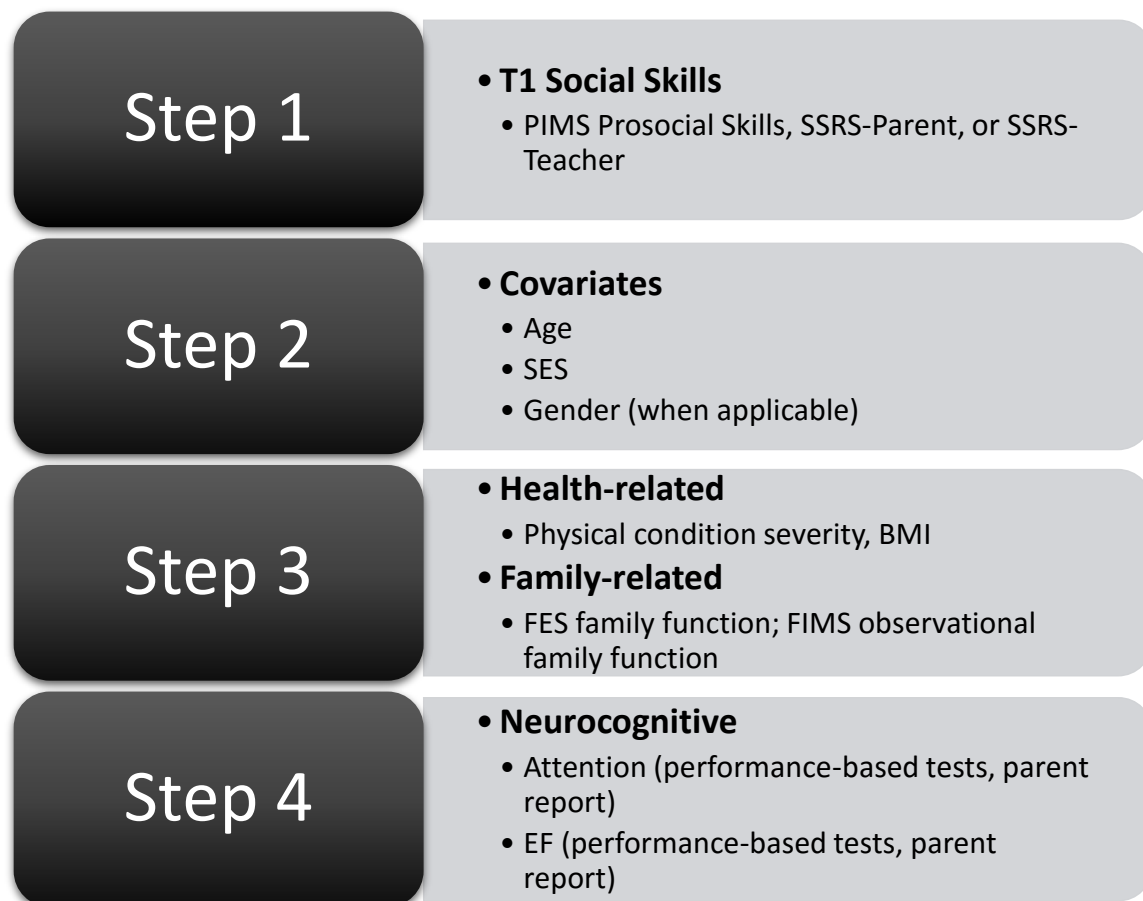 Step 1
• T1 Social Skills
• PIMS Prosocial Skills, SSRS-Parent, or SSRS-
Teacher
Step 2
• Covariates
• Age
• SES
• Gender (when applicable)
Step 3
• Health-related
• Physical condition severity, BMI
• Family-related
• FES family function; FIMS observational
family function
Step 4
• Neurocognitive
• Attention (performance-based tests, parent
report)
• EF (performance-based tests, parent
report)